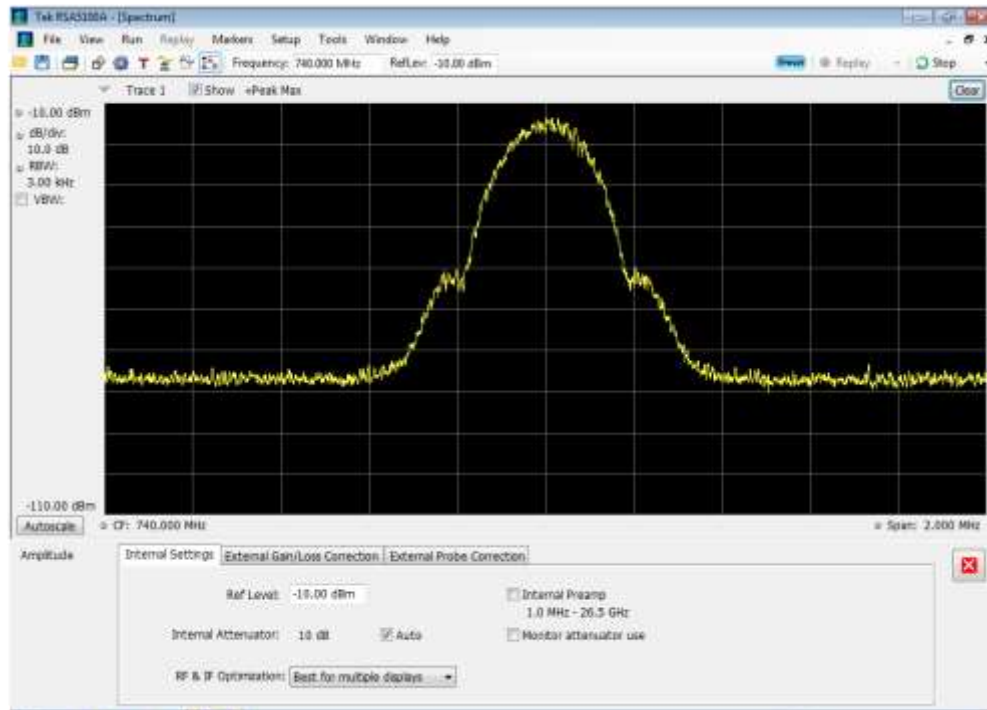 Tek RSA5100A - [Spectrum]
File View Run Replay Markers Setup Tools Window Help
T Frequency: 740.000 MHz RefLev: -10.00 dBm Preset Replay Stop
Trace 1 Show +Peak Max Clear
-10.00 dBm
dB/div:
10.0 dB
RBW:
3.00 kHz
VBW:
-110.00 dBm
Autoscale CF: 740.000 MHz Span: 2.000 MHz
Amplitude Internal Settings External Gain/Loss Correction External Probe Correction
Ref Level: -10.00 dBm Internal Preamp
1.0 MHz - 26.5 GHz
Internal Attenuator: 10 dB Auto Monitor attenuator use
RF & IF Optimization: Best for multiple displays